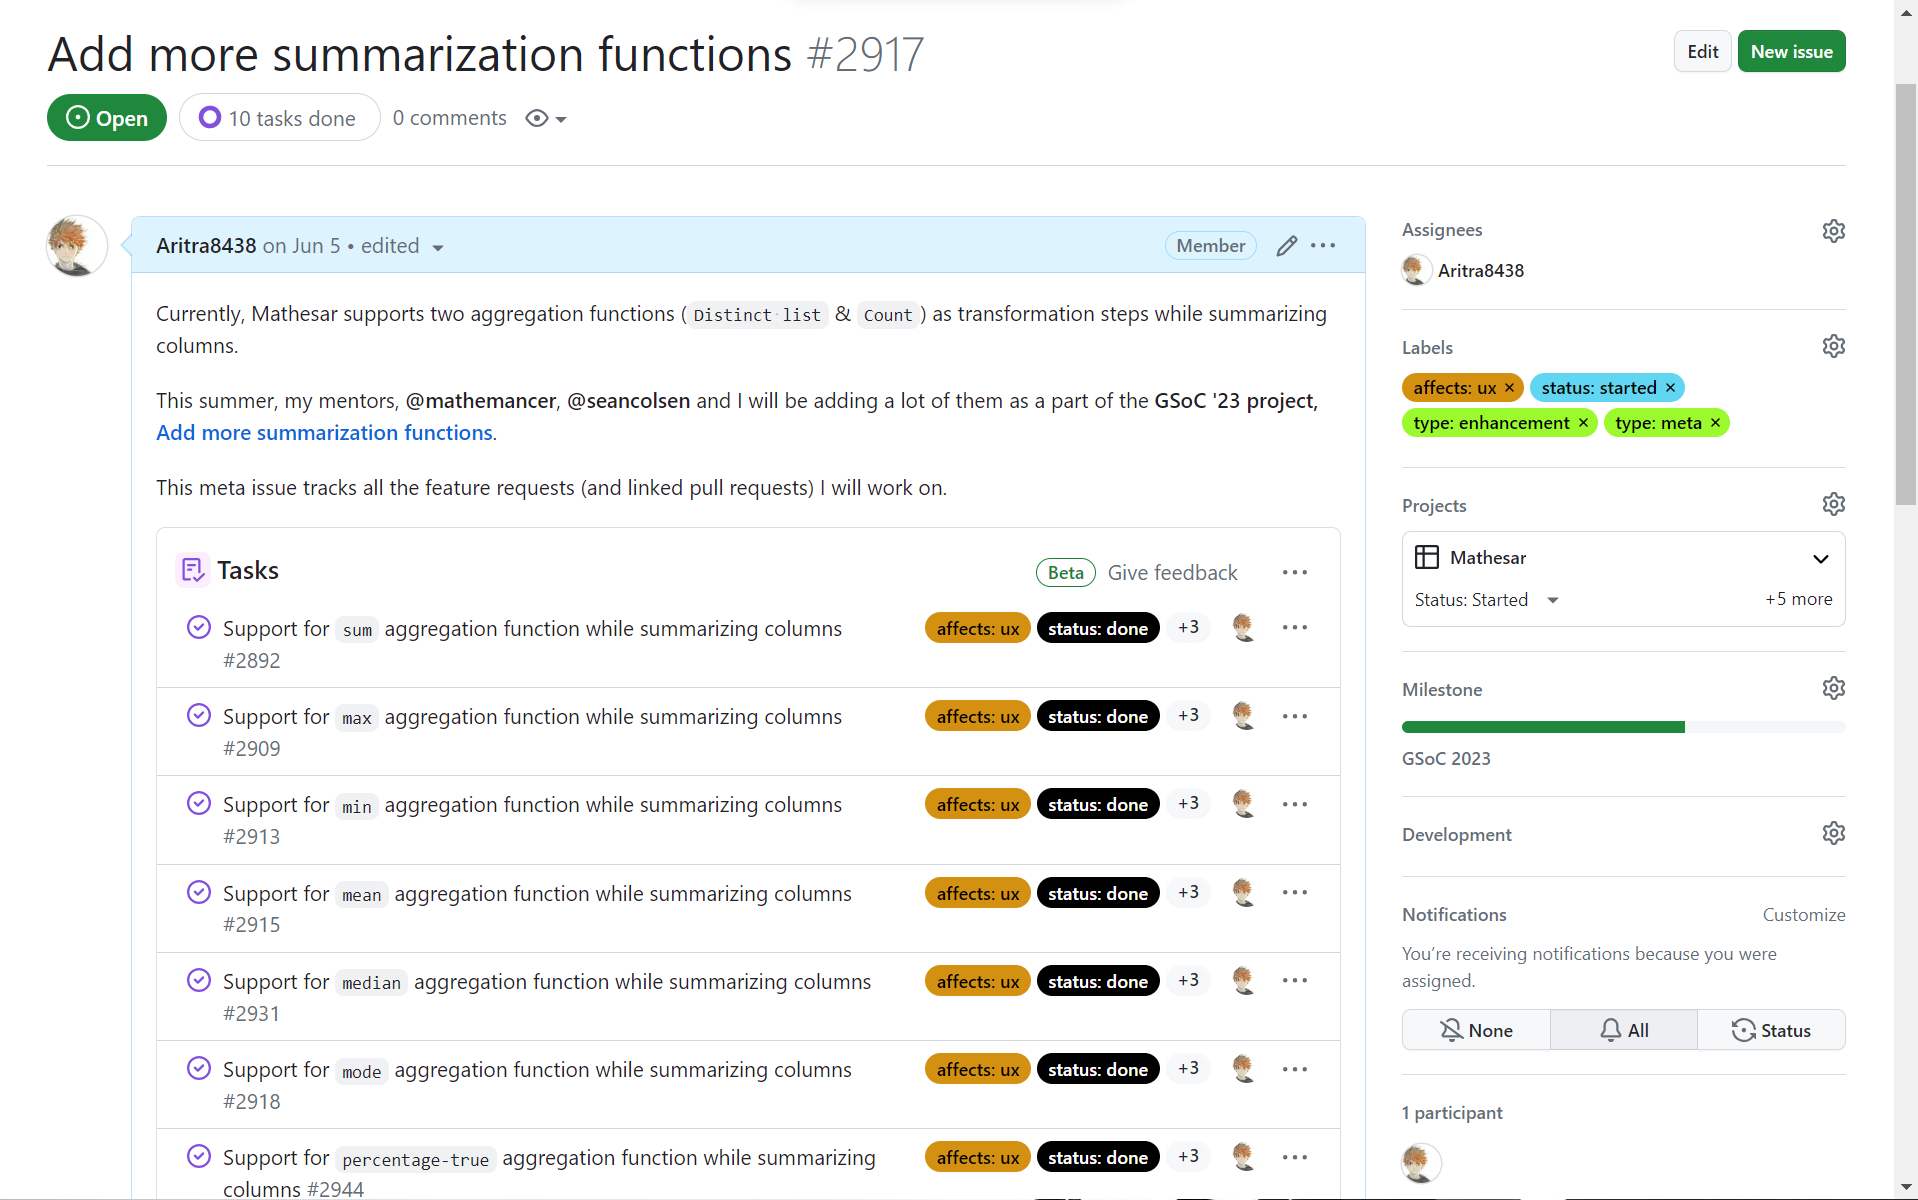 Add more summarization functions #2917
Edit
New issue
Open
10 tasks done
0 comments
Aritra8438 on Jun 5 • edited
Member
Currently, Mathesar supports two aggregation functions (Distinct list & Count) as transformation steps while summarizing
columns.
This summer, my mentors, @mathemancer, @seancolsen and I will be adding a lot of them as a part of the GSoC '23 project,
Add more summarization functions.
This meta issue tracks all the feature requests (and linked pull requests) I will work on.
Tasks
Beta
Give feedback
Support for sum aggregation function while summarizing columns
#2892
affects: ux status: done +3
Support for max aggregation function while summarizing columns
#2909
affects: ux status: done +3
Support for min aggregation function while summarizing columns
#2913
affects: ux status: done +3
Support for mean aggregation function while summarizing columns
#2915
affects: ux status: done +3
Support for median aggregation function while summarizing columns
#2931
affects: ux status: done +3
Support for mode aggregation function while summarizing columns
#2918
affects: ux status: done +3
Support for percentage-true aggregation function while summarizing
columns #2944
affects: ux status: done +3
Assignees
Aritra8438
Labels
affects: ux × status: started ×
type: enhancement × type: meta ×
Projects
Mathesar
Status: Started
+5 more
Milestone
GSoC 2023
Development
Notifications
Customize
You're receiving notifications because you were
assigned.
None
All
Status
1 participant